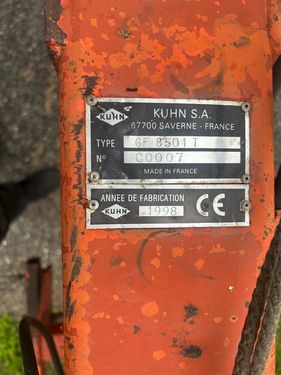 KUHN
KUHN S.A.
67700 SAVERNE - FRANCE
TYPE GF 8501 T
N° C0007
MADE IN FRANCE
ANNEE DE FABRICATION
KUHN 1998 CE